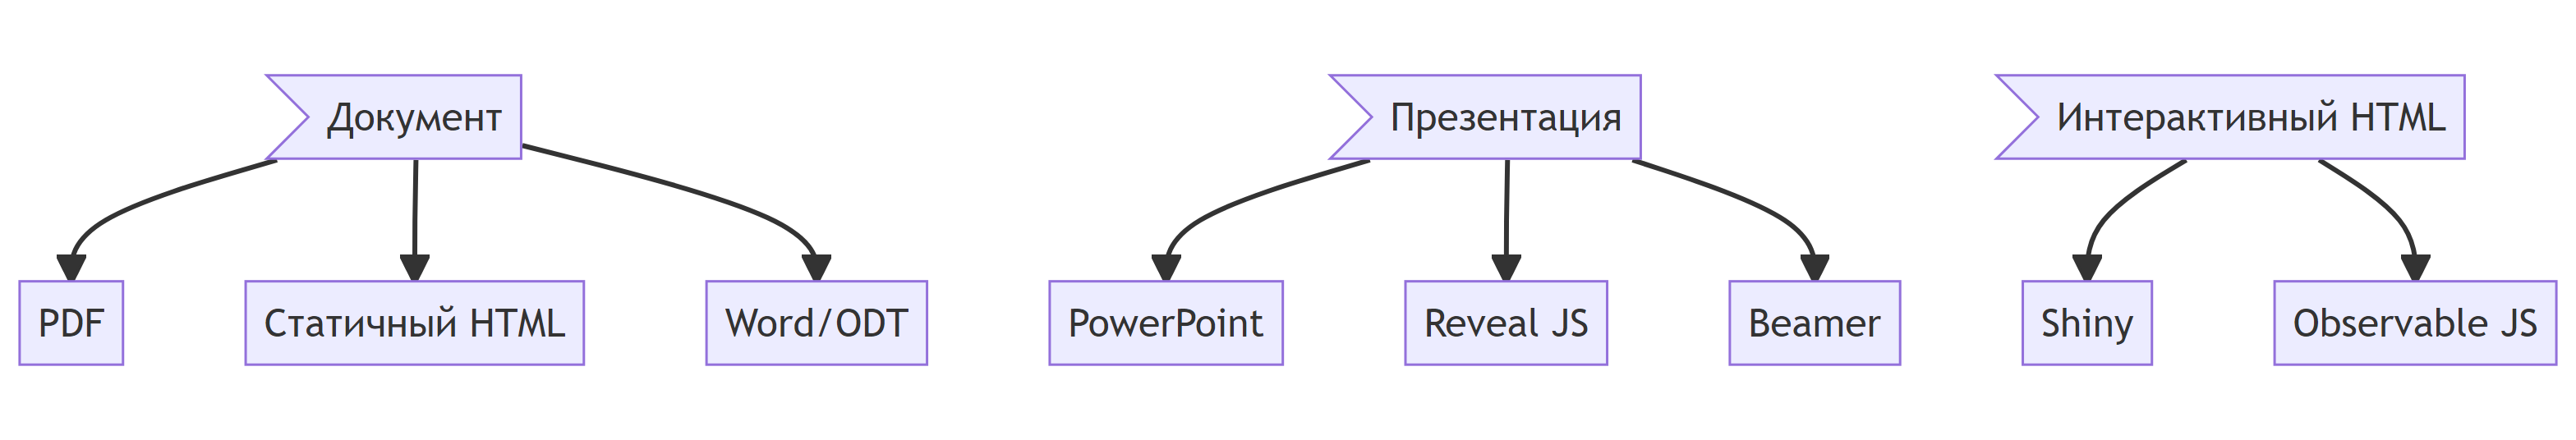 Документ
Презентация
Интерактивный HTML
PDF
Статичный HTML
Word/ODT
PowerPoint
Reveal JS
Beamer
Shiny
Observable JS